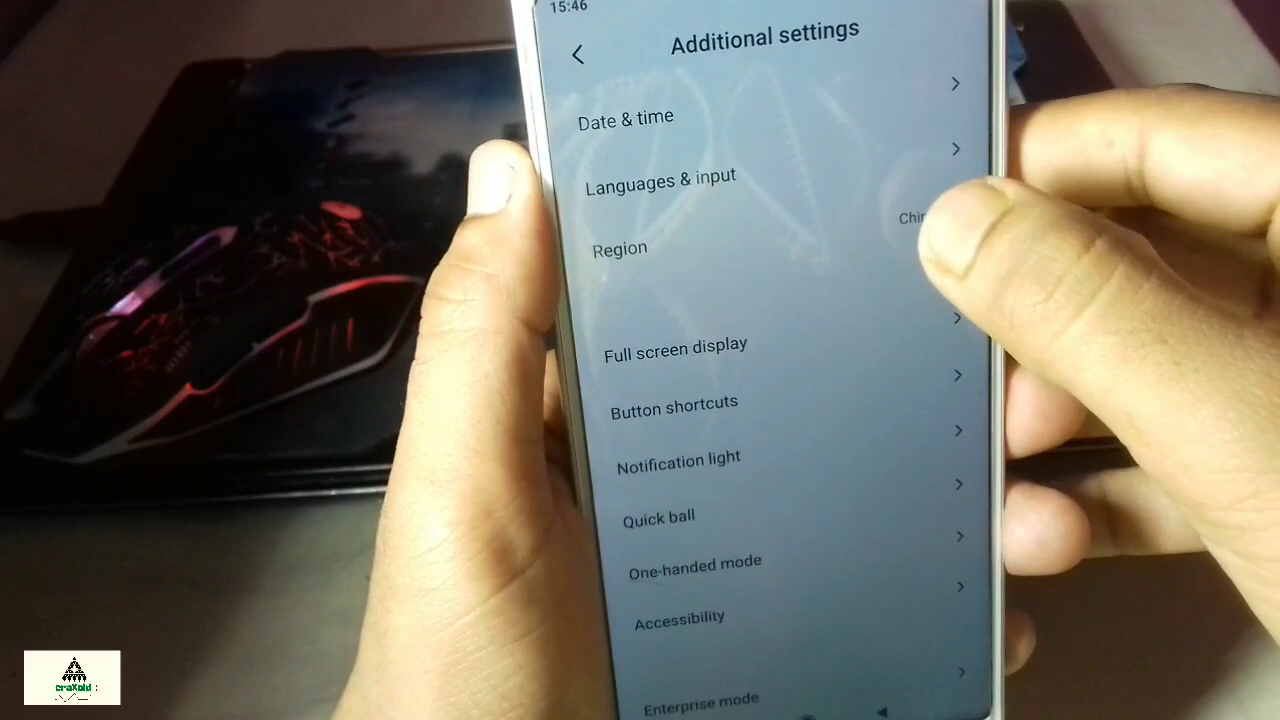 15:46
Additional settings
Date & time
Languages & input
Region
Full screen display
Button shortcuts
Notification light
Quick ball
One-handed mode
Accessibility
Enterprise mode
craXoid